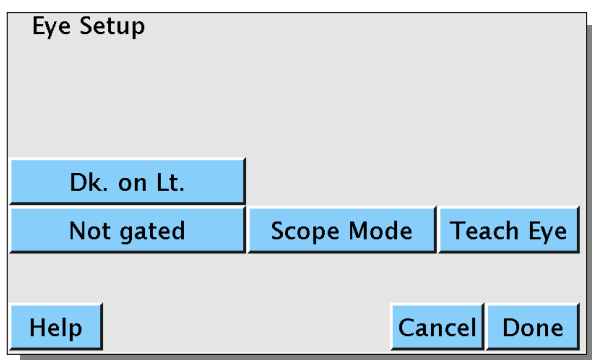 Eye Setup
Dk. on Lt.
Not gated Scope Mode Teach Eye
Help Cancel Done